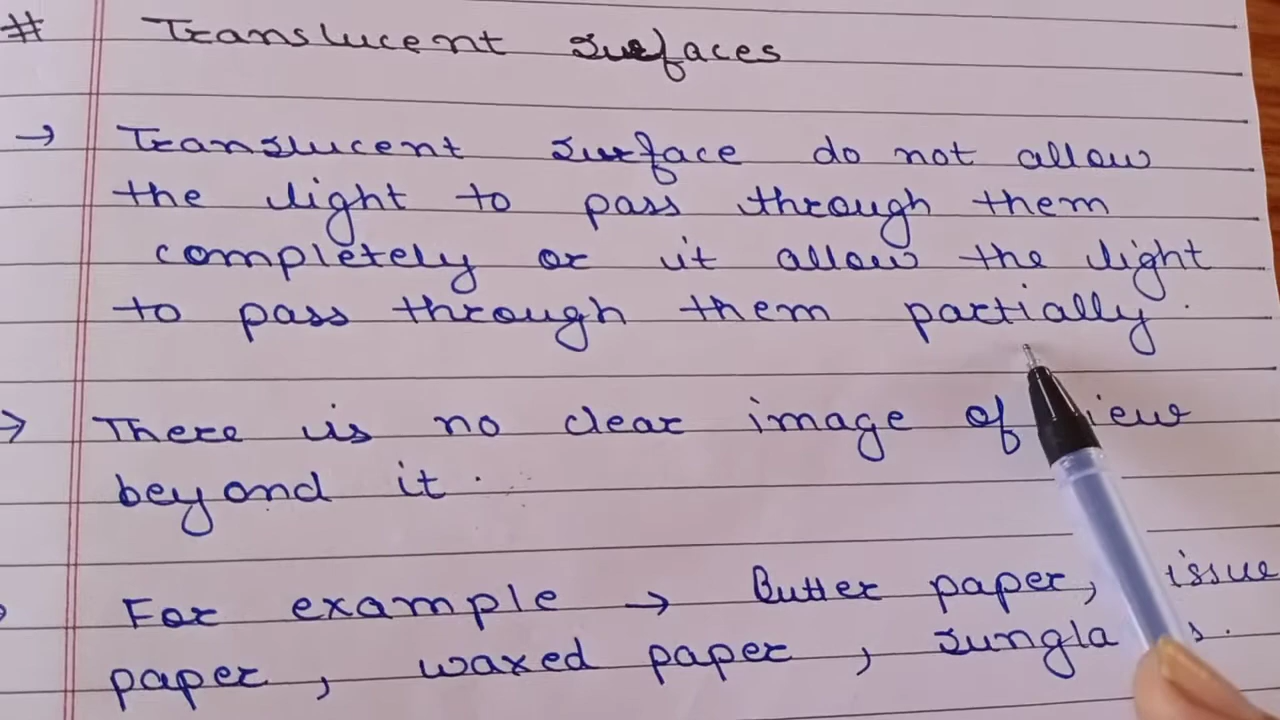 # Translucent surfaces
→ Translucent surface do not allow
the light to pass through them
completely or it allow the light
to pass through them partially.
→ There is no clear image of
beyond it.
For example → Butter paper,
paper, waxed paper,